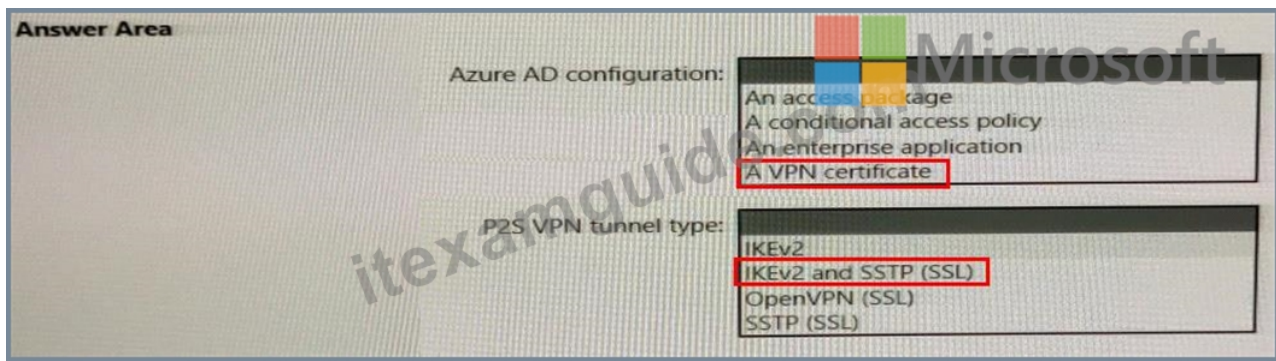 Answer Area
Microsoft
Azure AD configuration:
An access package
A conditional access policy
An enterprise application
A VPN certificate
P2S VPN tunnel type:
IKEv2
IKEv2 and SSTP (SSL)
OpenVPN (SSL)
SSTP (SSL)
itexamguide.com